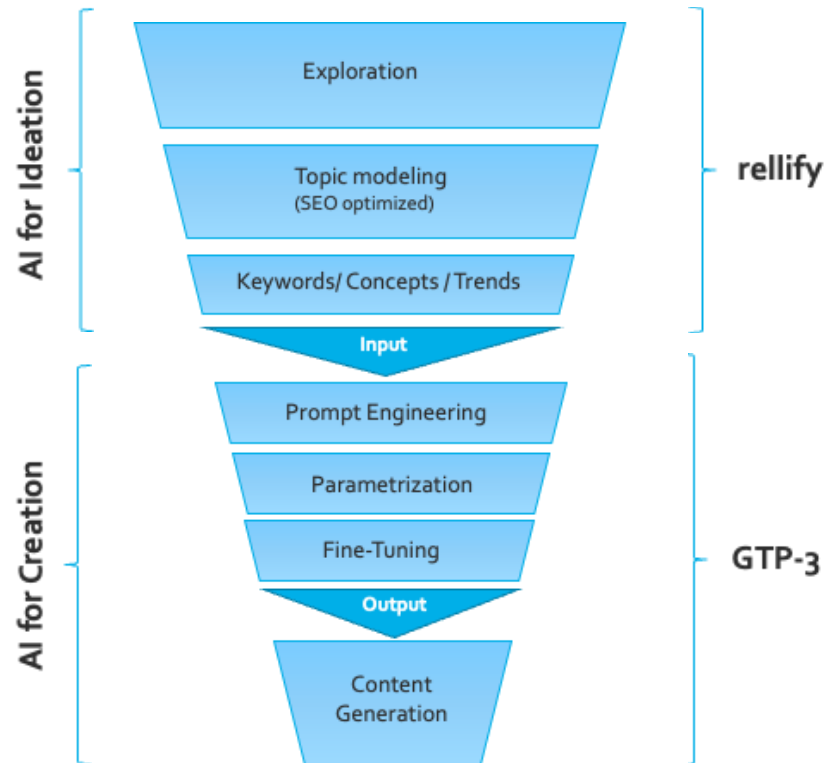 AI for Ideation
Exploration
Topic modeling
(SEO optimized)
Keywords/ Concepts / Trends
rellify
Input
AI for Creation
Prompt Engineering
Parametrization
Fine-Tuning
GTP-3
Output
Content
Generation